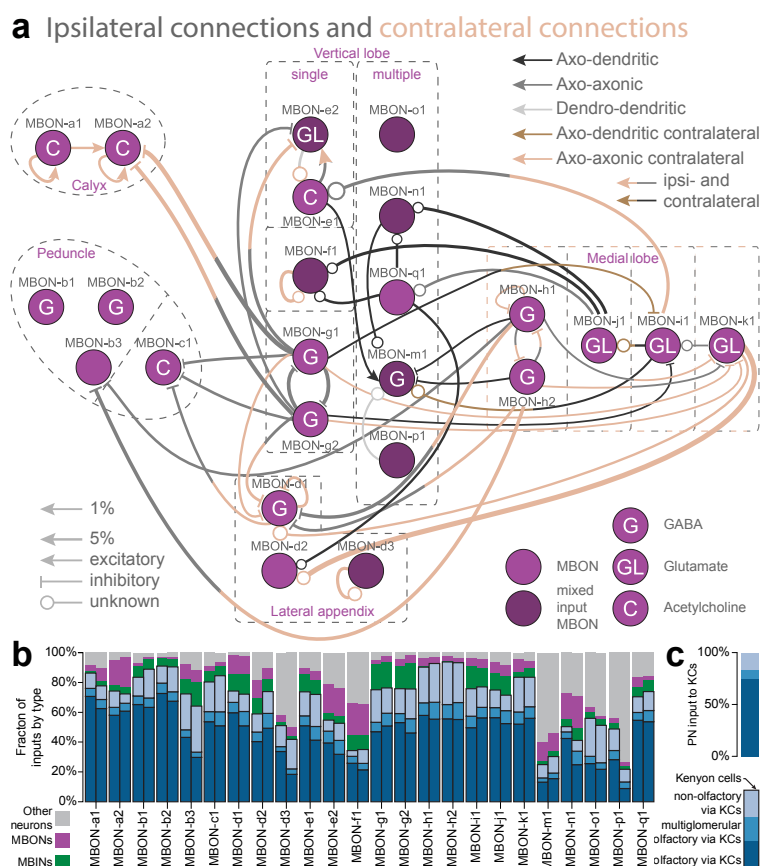 a Ipsilateral connections and contralateral connections
Vertical lobe
single
multiple
Axo-dendritic
Axo-axonic
Dendro-dendritic
Axo-dendritic contralateral
Axo-axonic contralateral
ipsi- and
contralateral
MBON-a1
MBON-a2
C
C
Calyx
MBON-e2
GL
C
MBON-e1
MBON-o1
MBON-n1
MBON-f1
MBON-q1
Peduncle
MBON-b1
MBON-b2
G
G
MBON-b3
MBON-c1
C
MBON-g1
G
G
MBON-g2
MBON-m1
G
MBON-p1
Medial lobe
MBON-h1
G
G
MBON-h2
MBON-j1
MBON-i1
MBON-k1
GL
GL
GL
MBON-d1
G
MBON-d2
MBON-d3
Lateral appendix
1%
5%
excitatory
inhibitory
unknown
MBON
mixed
input
MBON
G GABA
GL Glutamate
C Acetylcholine
b
Fraction of
inputs by type
100%
80%
60%
40%
20%
0%
MBON-a1
MBON-a2
MBON-b1
MBON-b2
MBON-b3
MBON-c1
MBON-d1
MBON-d2
MBON-d3
MBON-e1
MBON-e2
MBON-f1
MBON-g1
MBON-g2
MBON-h1
MBON-h2
MBON-i1
MBON-j1
MBON-k1
MBON-m1
MBON-n1
MBON-o1
MBON-p1
MBON-q1
Other
neurons
MBONs
MBINs
c
PN input to KCs
100%
50%
0%
Kenyon cells
non-olfactory
via KCs
multiglomerular
olfactory via KCs
olfactory via KCs